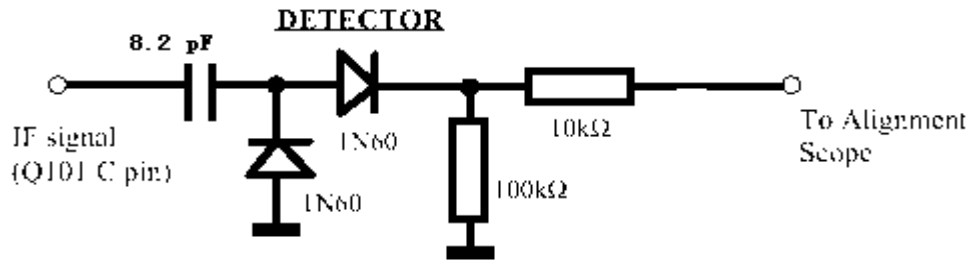 DETECTOR
8.2 pF
IF signal
(Q101 C pin)
1N60
1N60
100kΩ
10kΩ
To Alignment
Scope